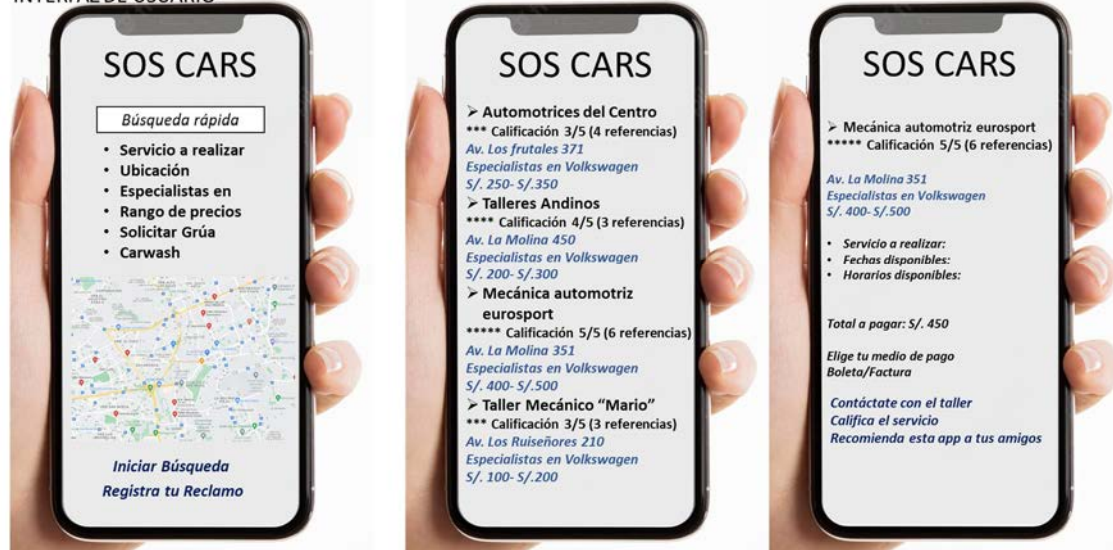 INTERFAZ DE USUARIO
SOS CARS
Búsqueda rápida
• Servicio a realizar
• Ubicación
• Especialistas en
• Rango de precios
• Solicitar Grúa
• Carwash
Iniciar Búsqueda
Registra tu Reclamo
SOS CARS
➢ Automotrices del Centro
*** Calificación 3/5 (4 referencias)
Av. Los frutales 371
Especialistas en Volkswagen
S/. 250- S/.350
➢ Talleres Andinos
**** Calificación 4/5 (3 referencias)
Av. La Molina 450
Especialistas en Volkswagen
S/. 200- S/.300
➢ Mecánica automotriz
eurosport
***** Calificación 5/5 (6 referencias)
Av. La Molina 351
Especialistas en Volkswagen
S/. 400- S/.500
➢ Taller Mecánico “Mario”
*** Calificación 3/5 (3 referencias)
Av. Los Ruiseñores 210
Especialistas en Volkswagen
S/. 100- S/.200
SOS CARS
➢ Mecánica automotriz eurosport
***** Calificación 5/5 (6 referencias)
Av. La Molina 351
Especialistas en Volkswagen
S/. 400- S/.500
• Servicio a realizar:
• Fechas disponibles:
• Horarios disponibles:
Total a pagar: S/. 450
Elige tu medio de pago
Boleta/Factura
Contáctate con el taller
Califica el servicio
Recomienda esta app a tus amigos